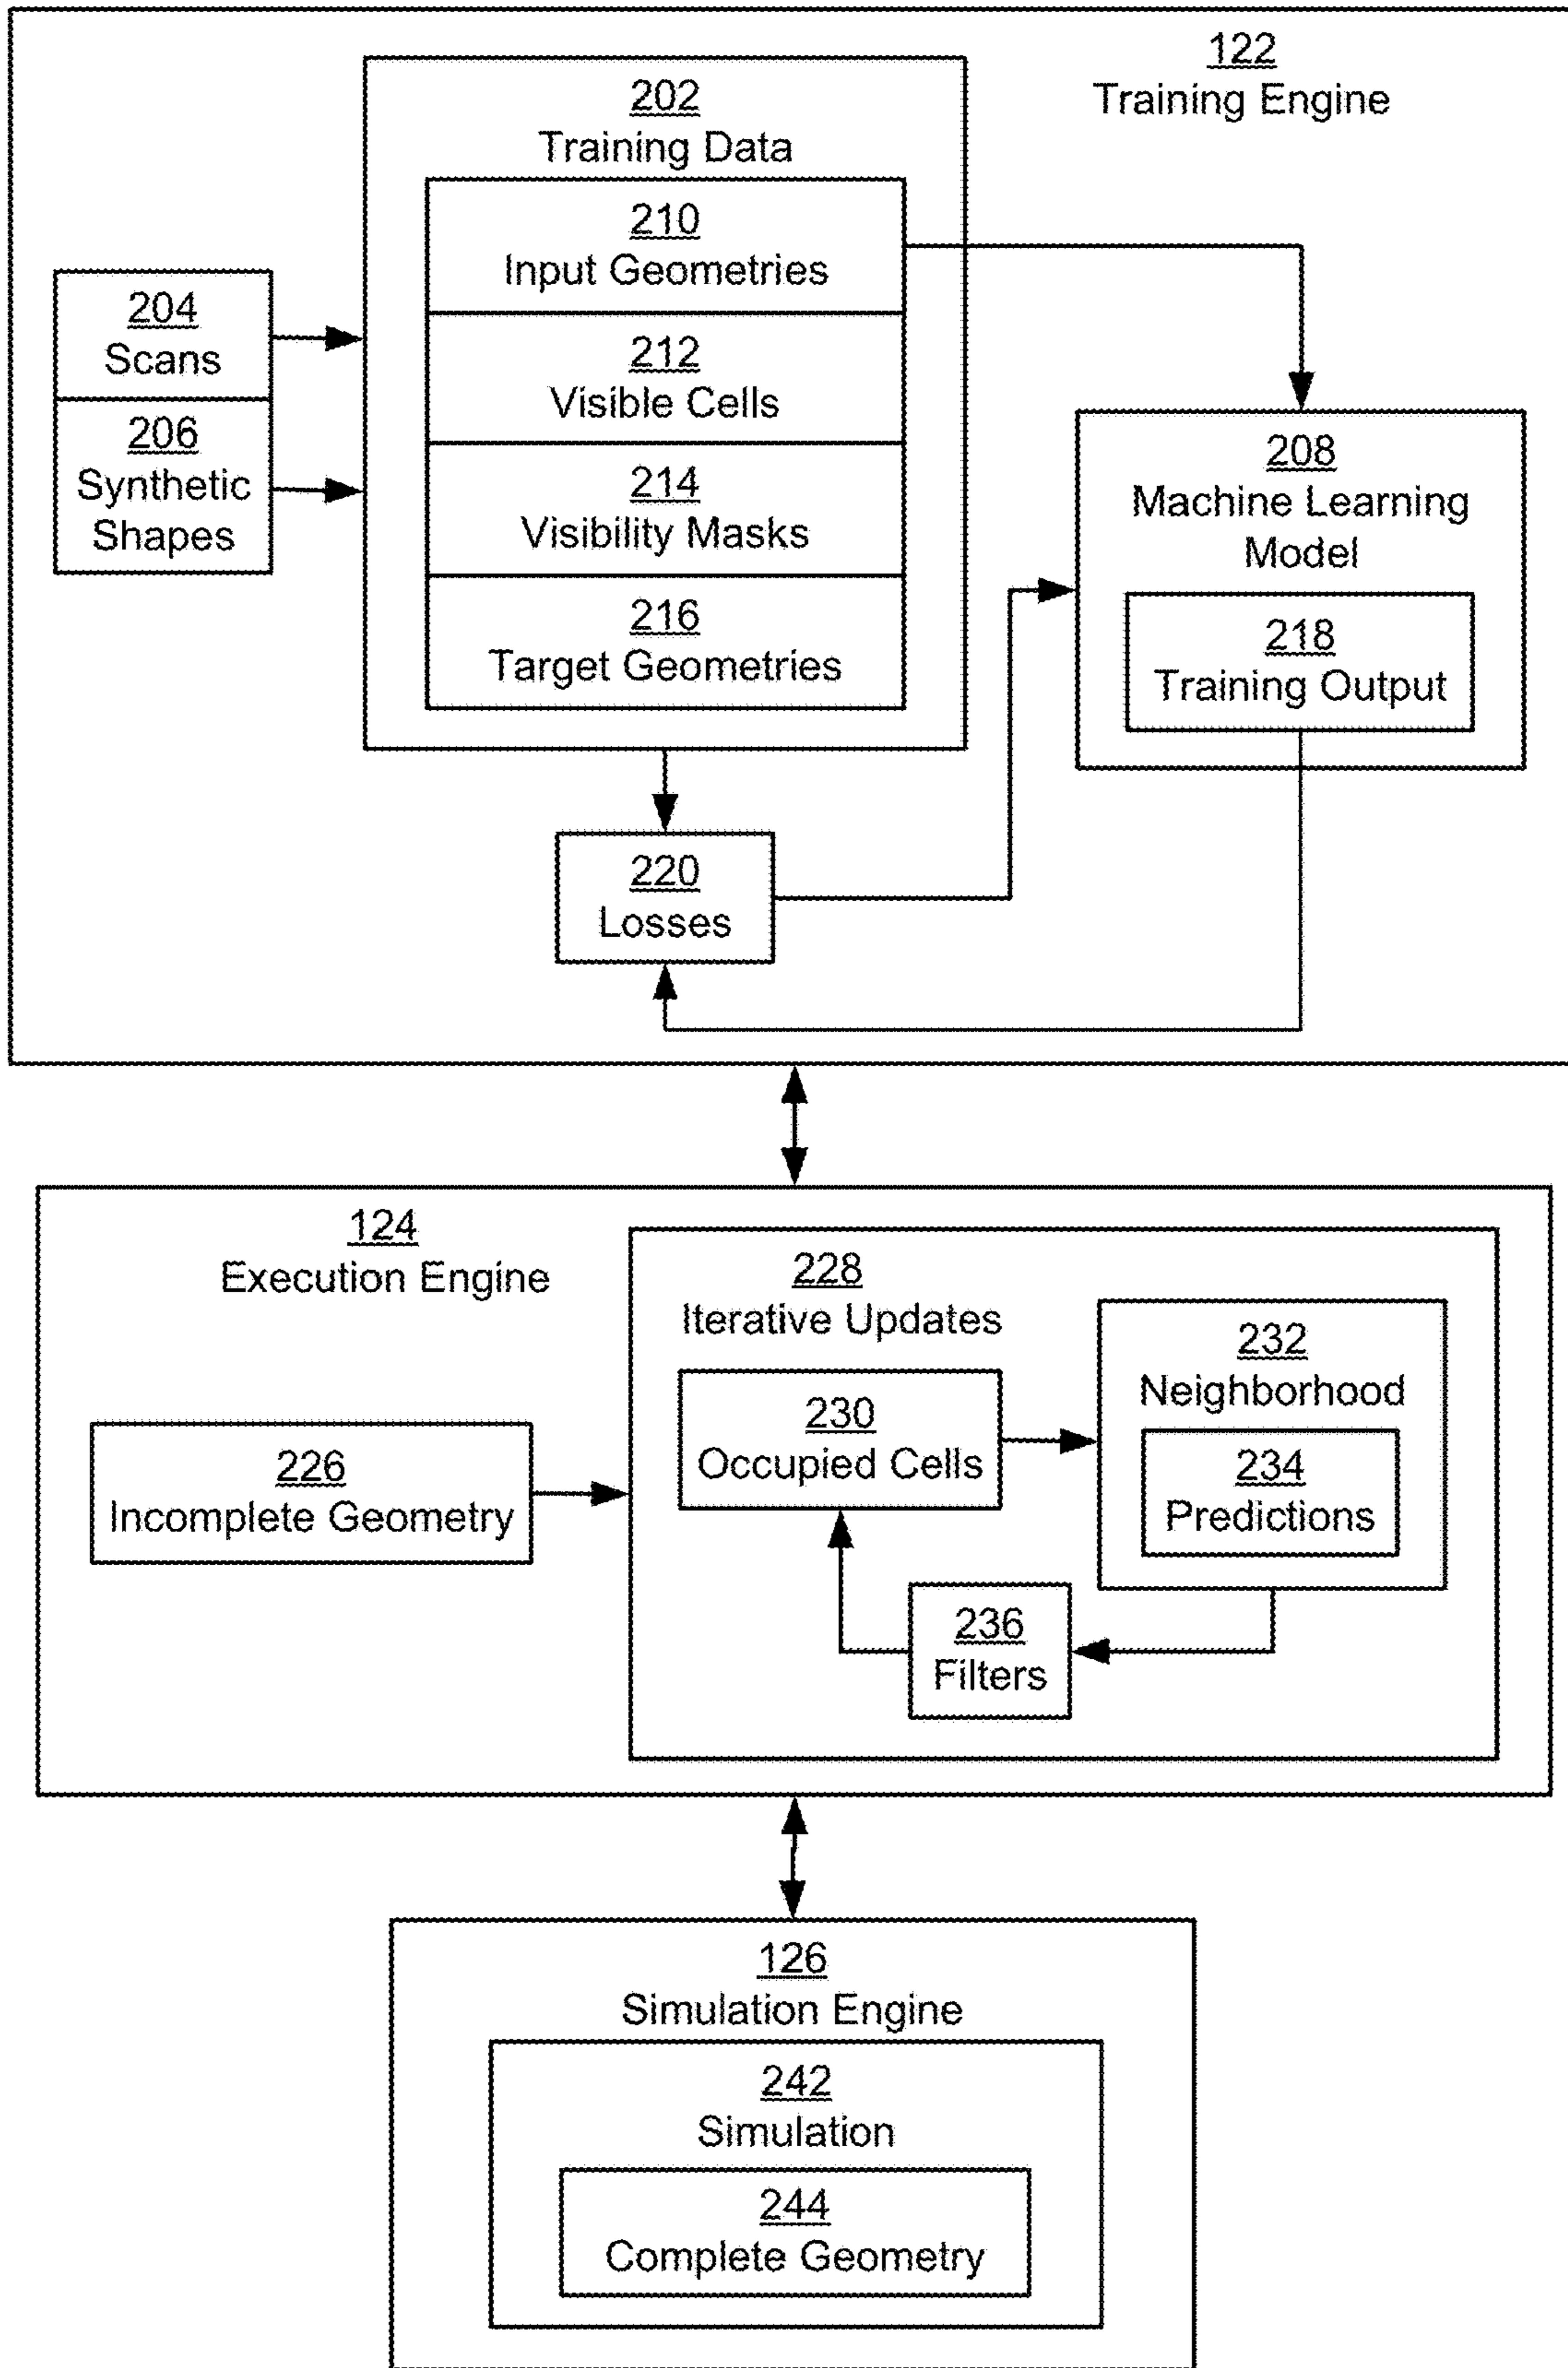 122
Training Engine
202
Training Data
210
Input Geometries
212
Visible Cells
214
Visibility Masks
216
Target Geometries
204
Scans
206
Synthetic
Shapes
208
Machine Learning
Model
218
Training Output
220
Losses
124
Execution Engine
228
Iterative Updates
226
Incomplete Geometry
230
Occupied Cells
232
Neighborhood
234
Predictions
236
Filters
126
Simulation Engine
242
Simulation
244
Complete Geometry